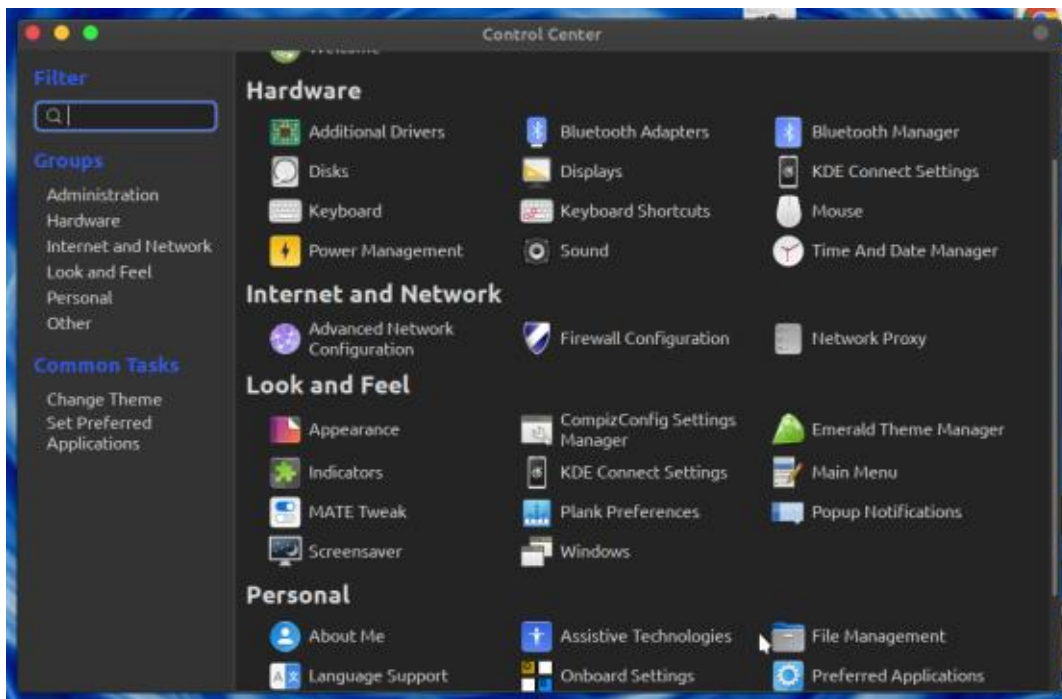 Control Center
Filter
Groups
Administration
Hardware
Internet and Network
Look and Feel
Personal
Other
Common Tasks
Change Theme
Set Preferred
Applications
Welcome
Hardware
Additional Drivers
Bluetooth Adapters
Bluetooth Manager
Disks
Displays
KDE Connect Settings
Keyboard
Keyboard Shortcuts
Mouse
Power Management
Sound
Time And Date Manager
Internet and Network
Advanced Network
Configuration
Firewall Configuration
Network Proxy
Look and Feel
Appearance
CompizConfig Settings
Manager
Emerald Theme Manager
Indicators
KDE Connect Settings
Main Menu
MATE Tweak
Plank Preferences
Popup Notifications
Screensaver
Windows
Personal
About Me
Assistive Technologies
File Management
Language Support
Onboard Settings
Preferred Applications